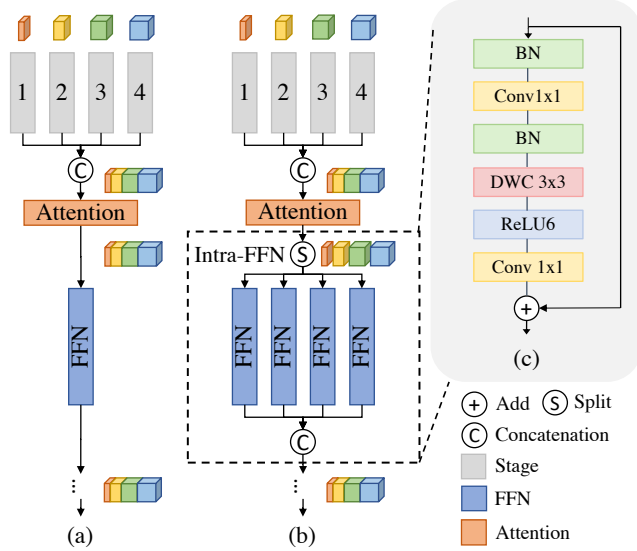 1 2 3 4
C
Attention
FFN
...
(a)
1 2 3 4
C
Attention
Intra-FFN S
FFN FFN FFN FFN
C
...
(b)
BN
Conv1x1
BN
DWC 3x3
ReLU6
Conv 1x1
+
(c)
+ Add S Split
C Concatenation
Stage
FFN
Attention